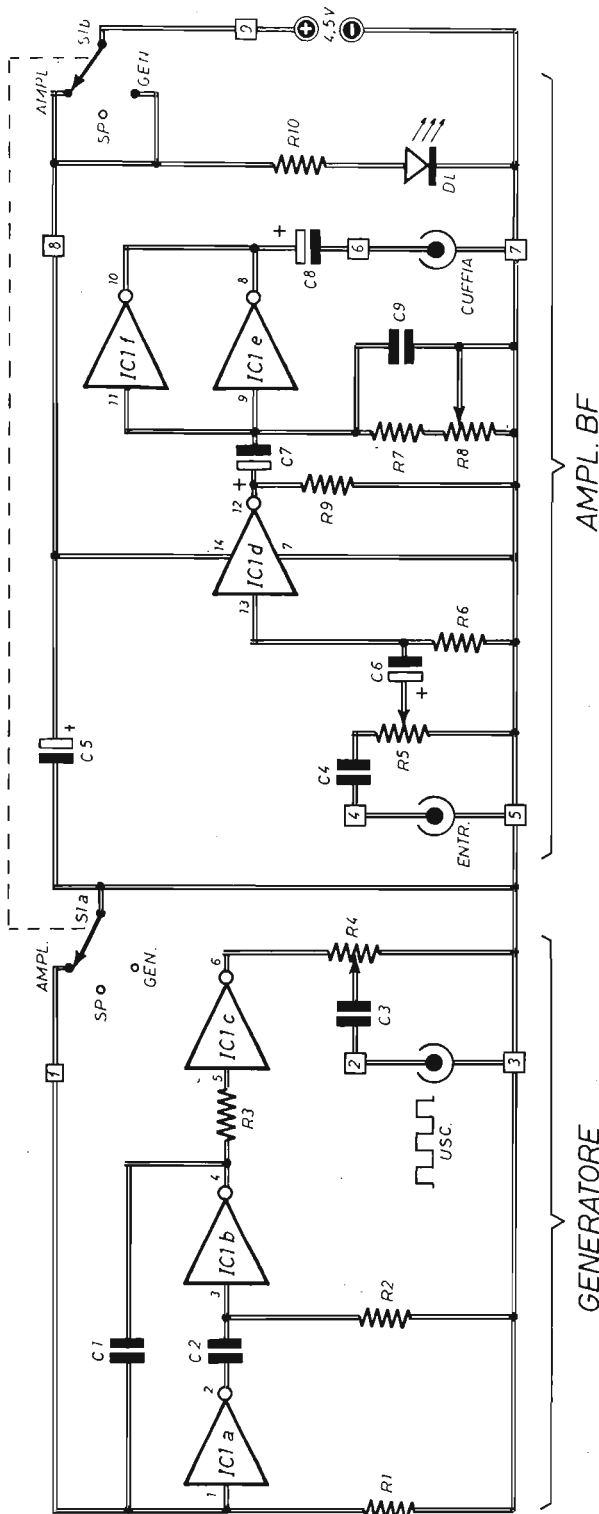 AMPL.
SP
GEN.
S1a
AMPL
SP
GEN
S1b
1
8
9
C5
+
4.5V
+
−
C1
1
IC1a
2
C2
3
IC1b
4
R3
5
IC1c
6
R1
R2
USC.
2
3
C3
R4
ENTR.
4
5
C4
R5
C6
+
R6
13
IC1d
14
7
12
+
C7
R9
11
IC1f
10
9
IC1e
8
R7
R8
C9
+
C8
6
CUFFIA
7
R10
DL
GENERATORE
AMPL. BF